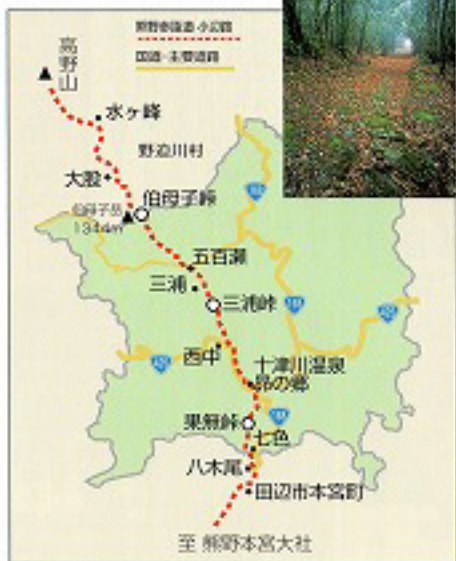 熊野参詣道 小辺路
国道・主要道路
高野山
水ヶ峰
野迫川村
大股
伯母子峠
伯母子岳
1344m
五百瀬
三浦
三浦峠
西中
十津川温泉
昴の郷
果無峠
七色
八木尾
田辺市本宮町
至 熊野本宮大社